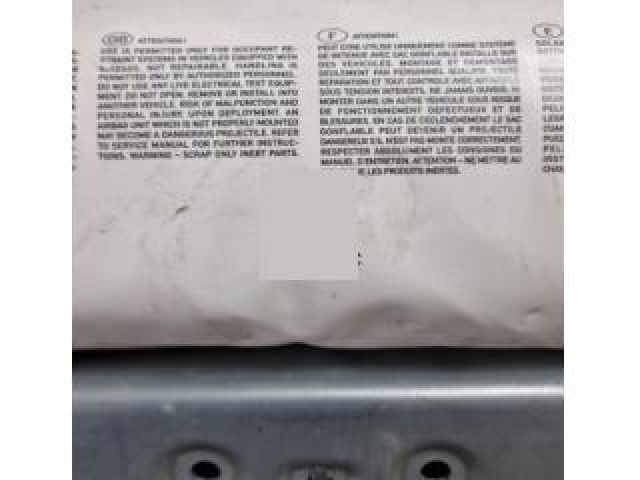 GB ATTENTION!
USE IS PERMITTED ONLY FOR OCCUPANT RE-
STRAINT SYSTEMS IN VEHICLES EQUIPPED WITH
AIRBAGS. NOT REPAIRABLE. HANDLING IS
PERMITTED ONLY BY AUTHORIZED PERSONNEL.
DO NOT USE ANY LIVE ELECTRICAL TEST EQUIP-
MENT. DO NOT OPEN, REMOVE OR INSTALL INTO
ANOTHER VEHICLE. RISK OF MALFUNCTION AND
PERSONAL INJURY. UPON DEPLOYMENT, AN
AIRBAG UNIT WHICH IS NOT PROPERLY MOUNTED
MAY BECOME A DANGEROUS PROJECTILE. REFER
TO SERVICE MANUAL FOR FURTHER INSTRUC-
TIONS. WARNING - SCRAP ONLY INERT PARTS.
F ATTENTION!
PEUT ETRE UTILISE UNIQUEMENT COMME SYSTEME
DE RETENUE AVEC SAC GONFLABLE INSTALLE SUR
DES VEHICULES. MONTAGE ET DEMONTAGE
SEULEMENT PAR PERSONNEL QUALIFIE. TOUTE
REPARATION ET TOUT CONTROLE AVEC APPAREIL
SOUS TENSION INTERDITS. NE JAMAIS OUVRIR, NI
MONTER DANS UN AUTRE VEHICULE SOUS RISQUE
DE FONCTIONNEMENT DEFECTUEUX ET DE
BLESSURES. EN CAS DE DECLENCHEMENT LE SAC
GONFLABLE PEUT DEVENIR UN PROJECTILE
DANGEREUX S'IL N'EST PAS MONTE CORRECTEMENT.
RESPECTER ABSOLUMENT LES CONSIGNES DU
MANUEL D'ENTRETIEN. ATTENTION - NE METTRE AU
LES PRODUITS INERTES.
E